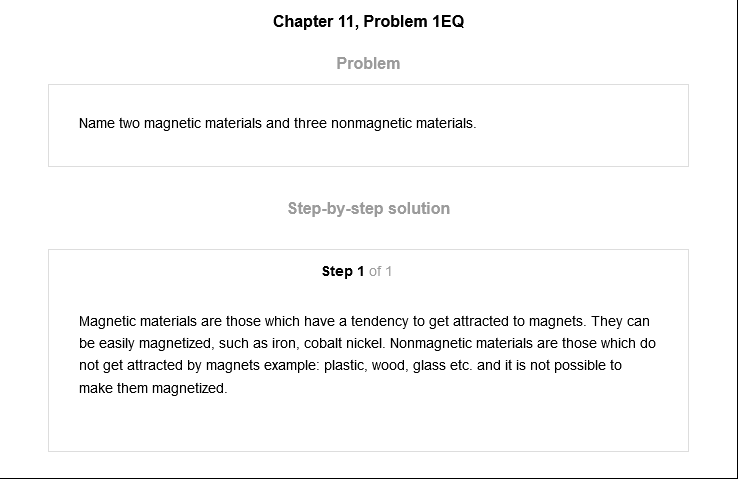 Chapter 11, Problem 1EQ
Problem
Name two magnetic materials and three nonmagnetic materials.
Step-by-step solution
Step 1 of 1
Magnetic materials are those which have a tendency to get attracted to magnets. They can
be easily magnetized, such as iron, cobalt nickel. Nonmagnetic materials are those which do
not get attracted by magnets example: plastic, wood, glass etc. and it is not possible to
make them magnetized.